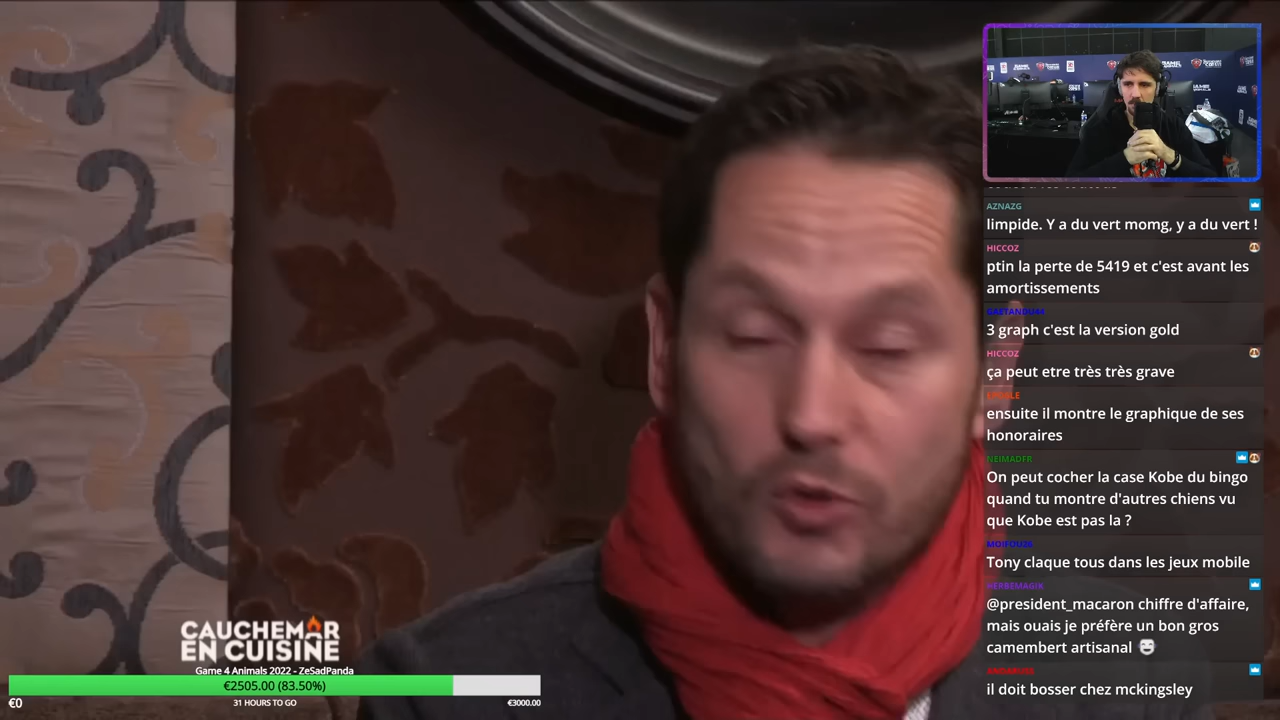 AZNAZG
limpide. Y a du vert momg, y a du vert !
HICCOZ
ptin la perte de 5419 et c'est avant les
amortissements
3 graph c'est la version gold
HICCOZ
ça peut etre très très grave
ensuite il montre le graphique de ses
honoraires
NEIMADFR
On peut cocher la case Kobe du bingo
quand tu montre d'autres chiens vu
que Kobe est pas la ?
MOIFOU26
Tony claque tous dans les jeux mobile
HERBEMAGIK
@president_macaron chiffre d'affaire,
mais ouais je préfère un bon gros
camembert artisanal
il doit bosser chez mckingsley
CAUCHEMAR
EN CUISINE
Game 4 Animals 2022 - ZeSadPanda
€2505.00 (83.50%)
€0
31 HOURS TO GO
€3000.00